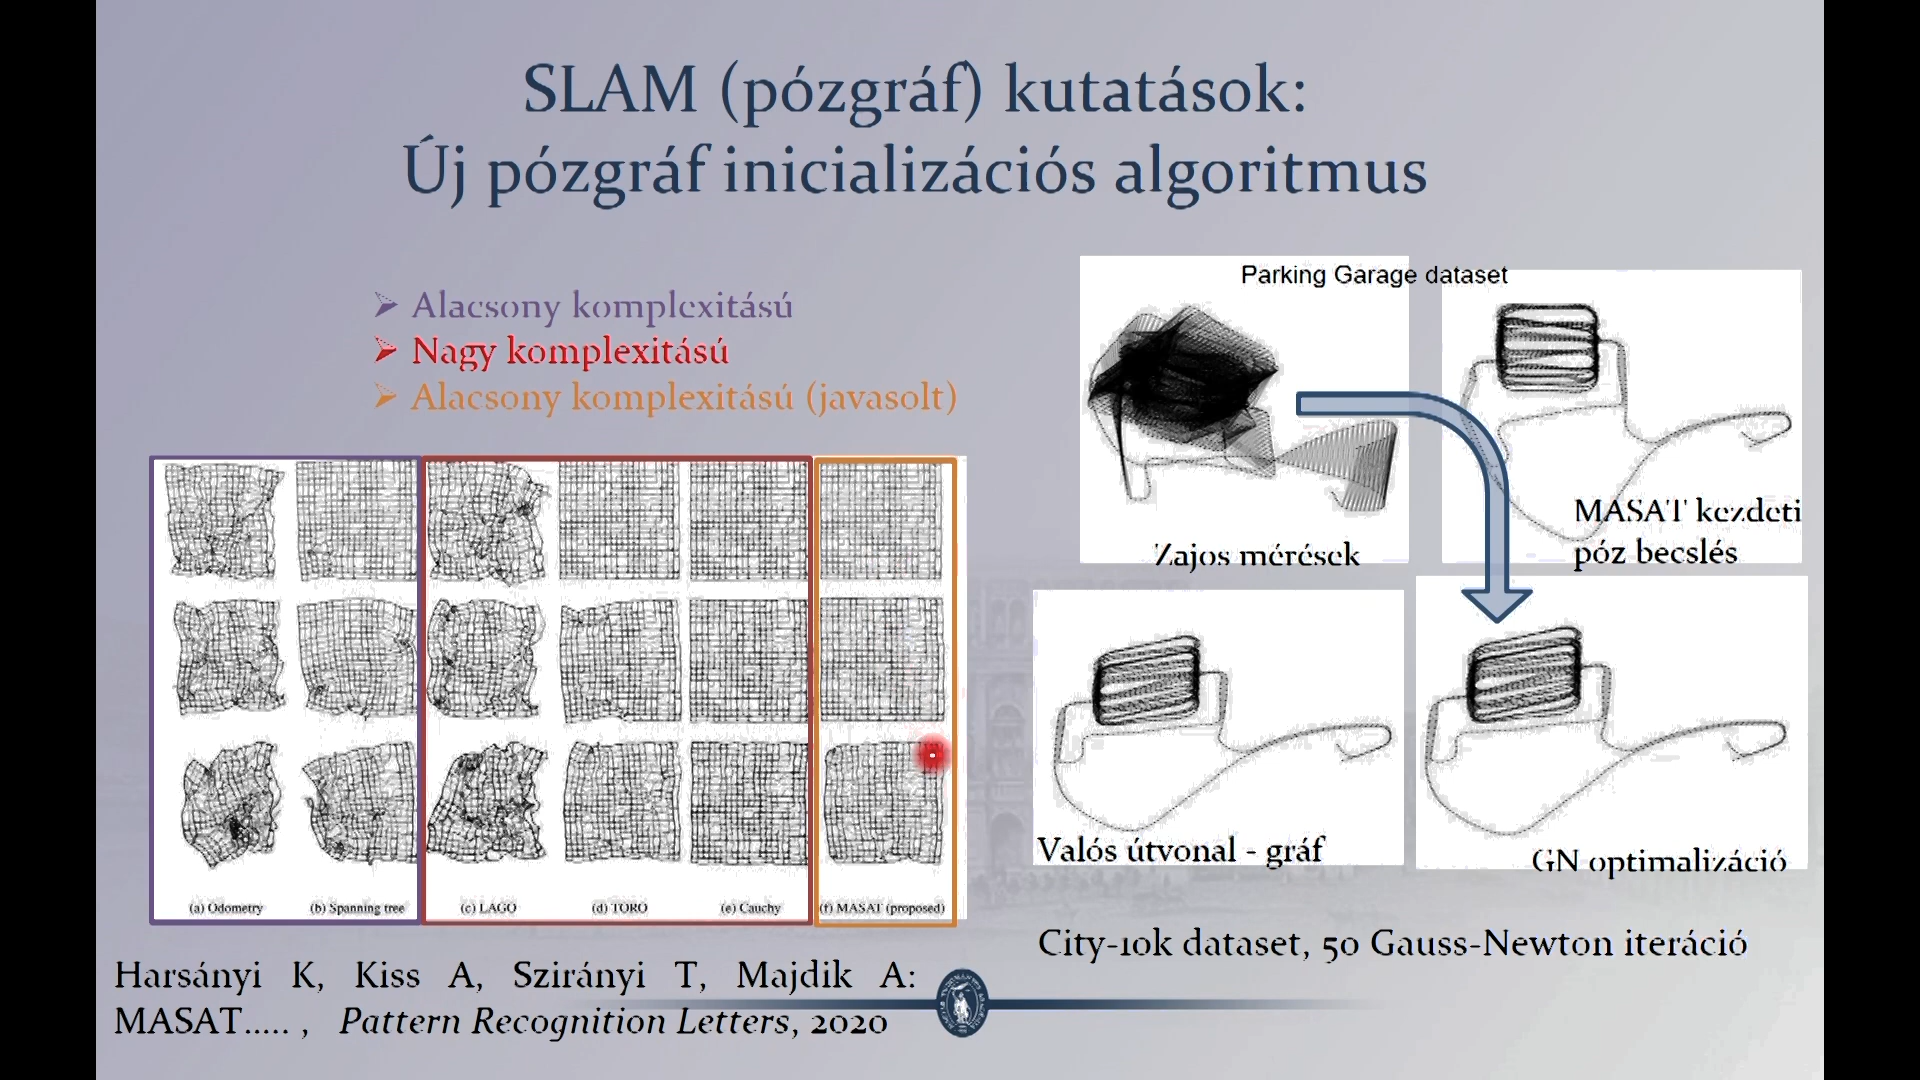 SLAM (pózgráf) kutatások:
Új pózgráf inicializációs algoritmus
Alacsony komplexitású
Nagy komplexitású
Alacsony komplexitású (javasolt)
(a) Odometry
(b) Spanning tree
(c) LAGO
(d) TORO
(e) Cauchy
(f) MASAT (proposed)
Parking Garage dataset
Zajos mérések
MASAT kezdeti
póz becslés
Valós útvonal - gráf
GN optimalizáció
City-10k dataset, 50 Gauss-Newton iteráció
Harsányi K, Kiss A, Szirányi T, Majdik A:
MASAT..... , Pattern Recognition Letters, 2020